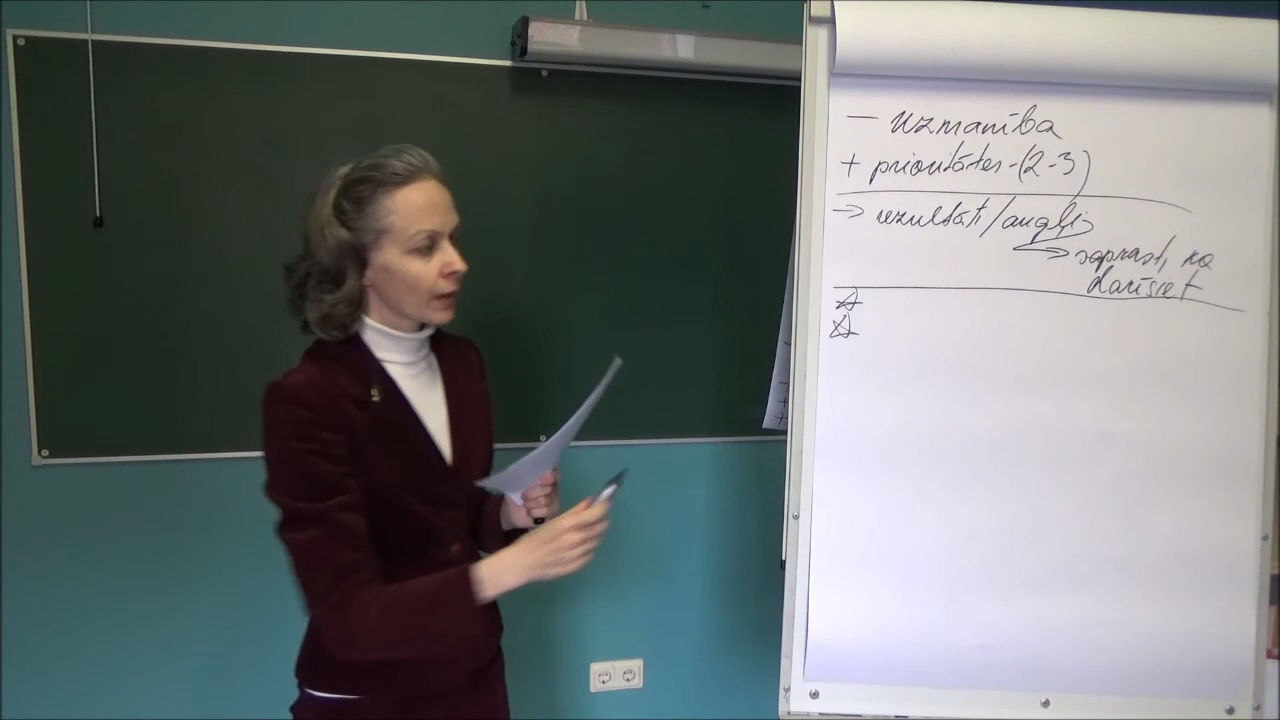 — uzmanība
+ prioritātes - (2-3)
→ rezultāti / augļi
→ saprast, ko
darīsiet